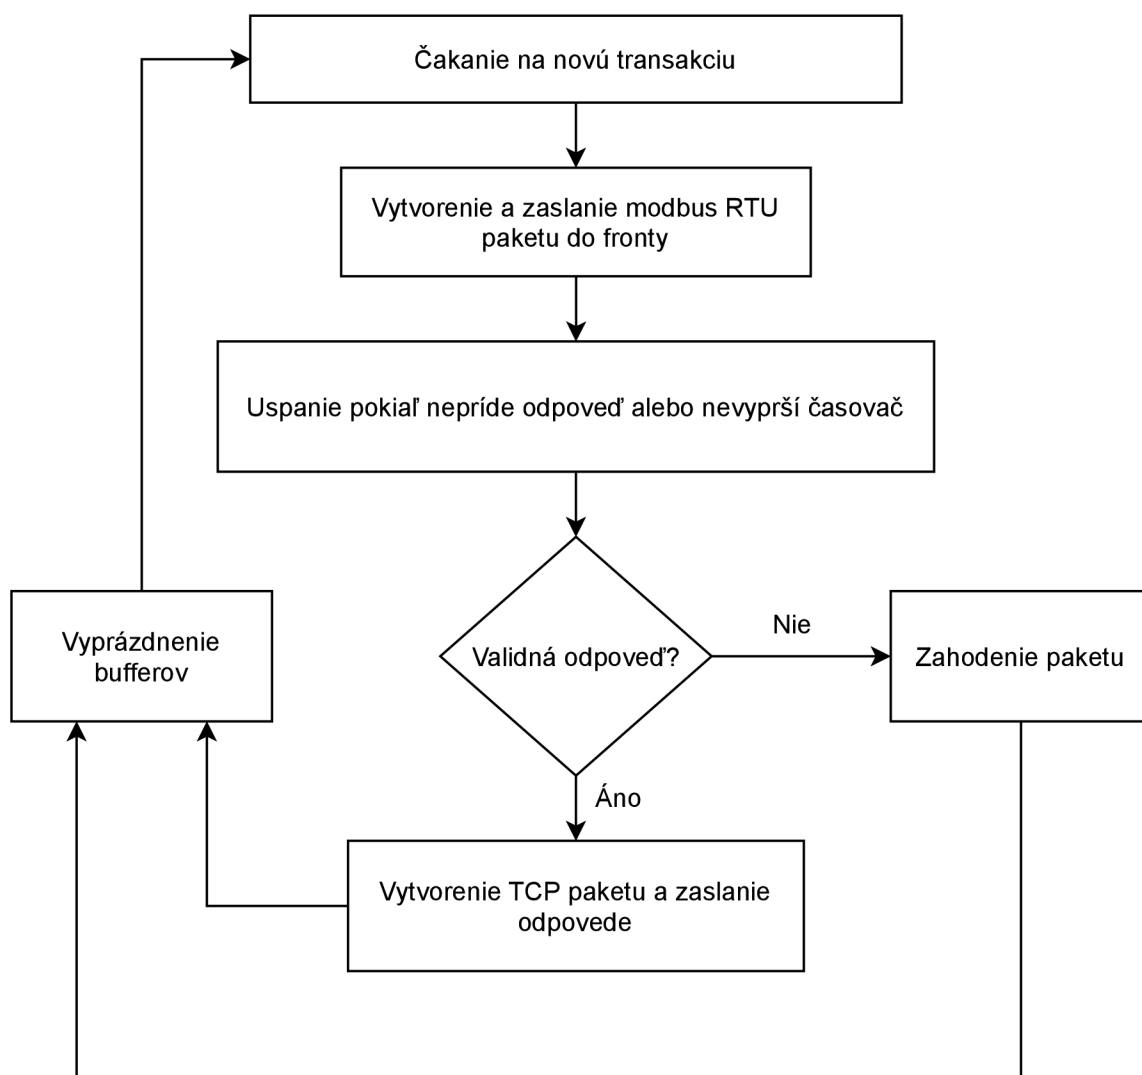 Čakanie na novú transakciu
Vytvorenie a zaslanie modbus RTU
paketu do fronty
Uspanie pokiaľ nepríde odpoveď alebo nevyprší časovač
Vyprázdnenie
bufferov
Validná odpoveď?
Nie
Zahodenie paketu
Áno
Vytvorenie TCP paketu a zaslanie
odpovede